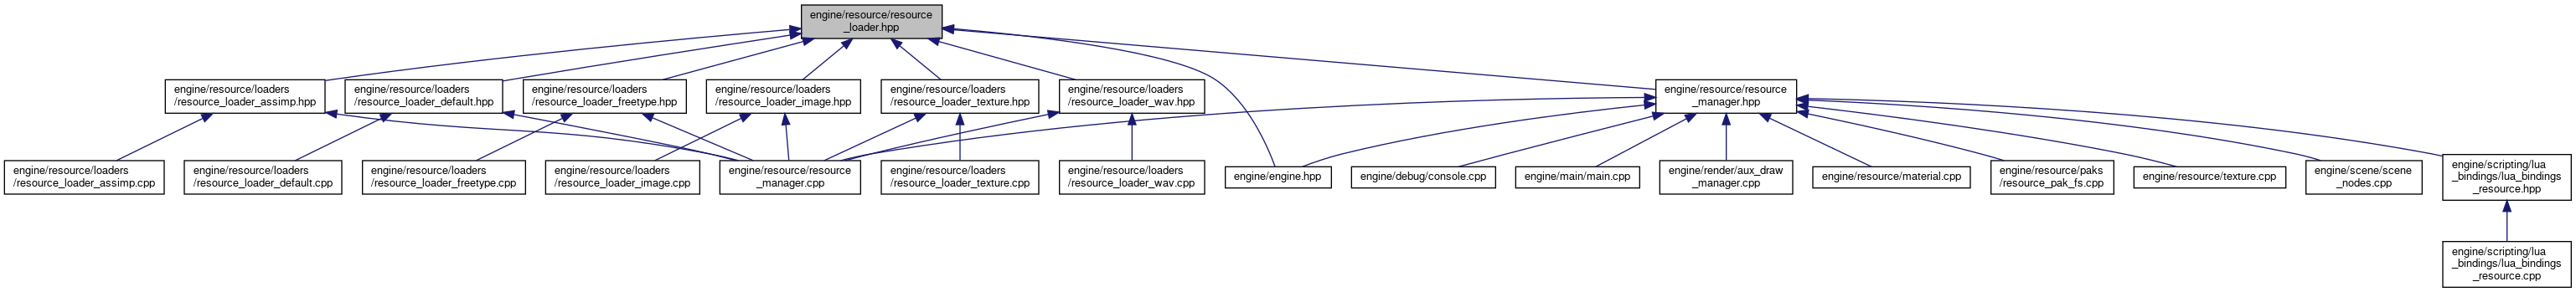 engine/resource/resource
_loader.hpp
engine/resource/loaders
/resource_loader_assimp.hpp
engine/resource/loaders
/resource_loader_default.hpp
engine/resource/loaders
/resource_loader_freetype.hpp
engine/resource/loaders
/resource_loader_image.hpp
engine/resource/loaders
/resource_loader_texture.hpp
engine/resource/loaders
/resource_loader_wav.hpp
engine/resource/resource
_manager.hpp
engine/resource/loaders
/resource_loader_assimp.cpp
engine/resource/loaders
/resource_loader_default.cpp
engine/resource/loaders
/resource_loader_freetype.cpp
engine/resource/loaders
/resource_loader_image.cpp
engine/resource/resource
_manager.cpp
engine/resource/loaders
/resource_loader_texture.cpp
engine/resource/loaders
/resource_loader_wav.cpp
engine/engine.hpp
engine/debug/console.cpp
engine/main/main.cpp
engine/render/aux_draw
_manager.cpp
engine/resource/material.cpp
engine/resource/paks
/resource_pak_fs.cpp
engine/resource/texture.cpp
engine/scene/scene
_nodes.cpp
engine/scripting/lua
_bindings/lua_bindings
_resource.hpp
engine/scripting/lua
_bindings/lua_bindings
_resource.cpp